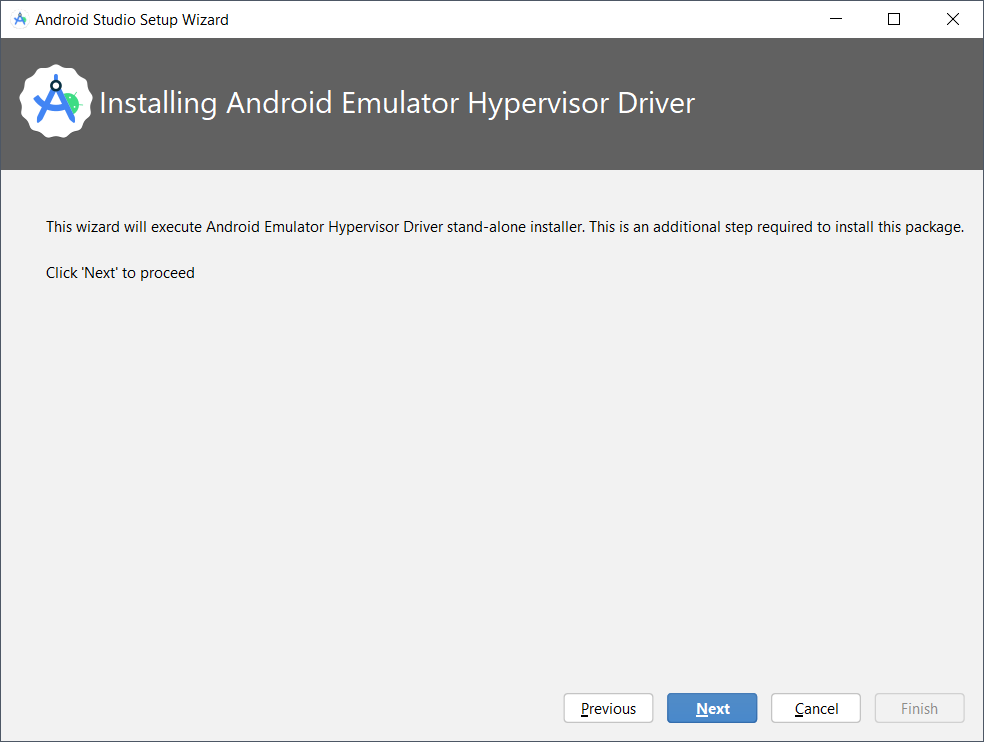 Android Studio Setup Wizard
Installing Android Emulator Hypervisor Driver
This wizard will execute Android Emulator Hypervisor Driver stand-alone installer. This is an additional step required to install this package.
Click 'Next' to proceed
Previous Next Cancel Finish